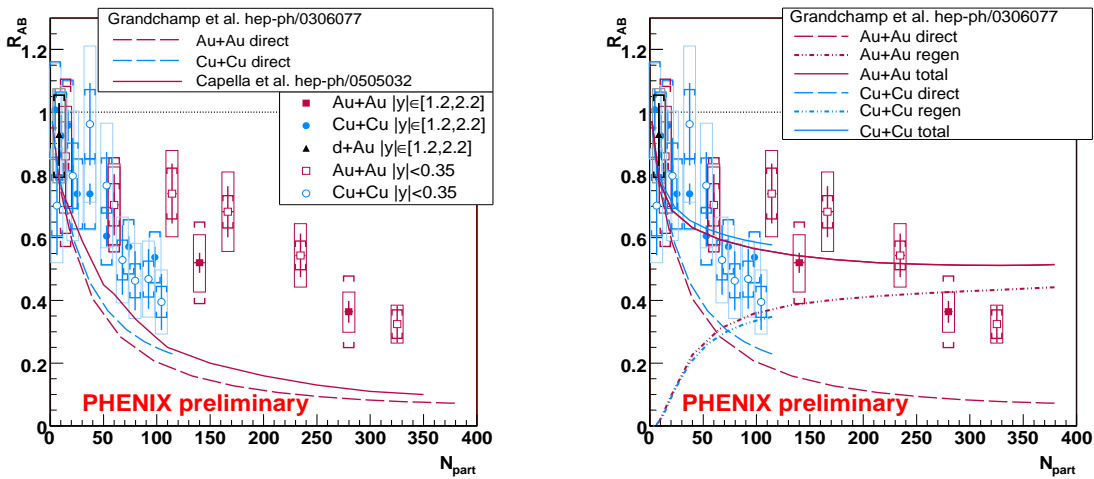 Grandchamp et al. hep-ph/0306077
Au+Au direct
Cu+Cu direct
Capella et al. hep-ph/0505032
Au+Au |y|∈[1.2,2.2]
Cu+Cu |y|∈[1.2,2.2]
d+Au |y|∈[1.2,2.2]
Au+Au |y|<0.35
Cu+Cu |y|<0.35
R_AB
1.2
1
0.8
0.6
0.4
0.2
0
PHENIX preliminary
0 50 100 150 200 250 300 350 400
N_part
Grandchamp et al. hep-ph/0306077
Au+Au direct
Au+Au regen
Au+Au total
Cu+Cu direct
Cu+Cu regen
Cu+Cu total
R_AB
1.2
1
0.8
0.6
0.4
0.2
0
PHENIX preliminary
0 50 100 150 200 250 300 350 400
N_part